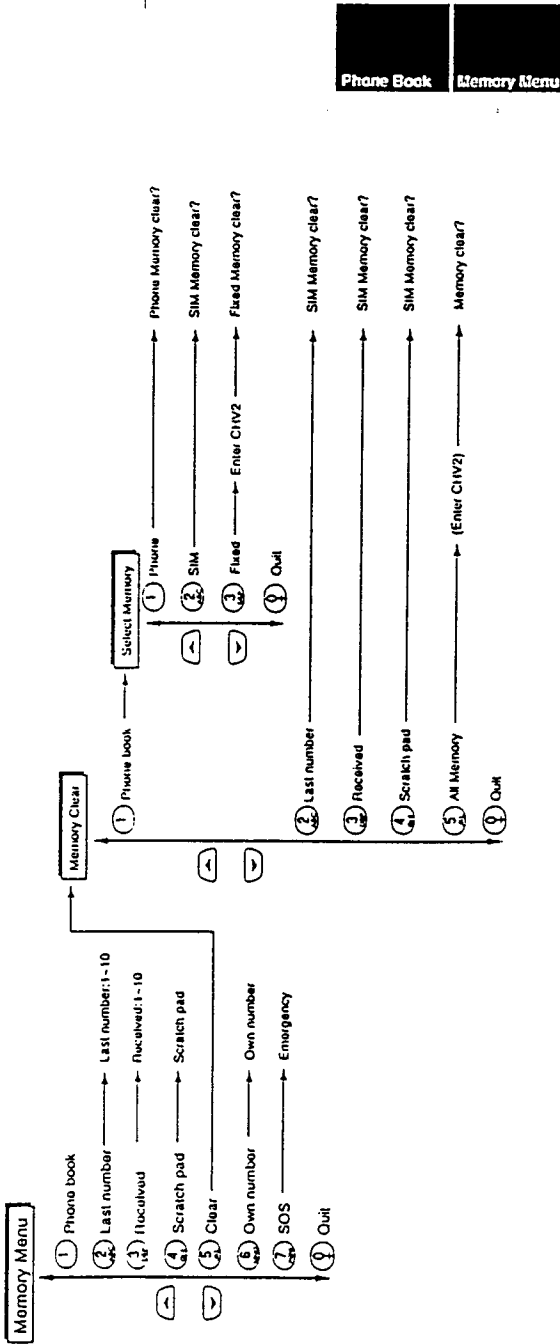 Phone Book
Memory Menu
Memory Menu
1 Phone book
2 ABC Last number Last number:1~10
3 Received Received:1~10
4 Scratch pad Scratch pad
5 Clear
6 Own number Own number
7 SOS Emergency
0 Quit
Memory Clear
1 Phone book
2 ABC Last number SIM Memory clear?
3 Received SIM Memory clear?
4 Scratch pad SIM Memory clear?
5 All Memory (Enter CHV2) Memory clear?
0 Quit
Select Memory
1 Phone Phone Memory clear?
2 ABC SIM SIM Memory clear?
3 Fixed Enter CHV2 Fixed Memory clear?
0 Quit